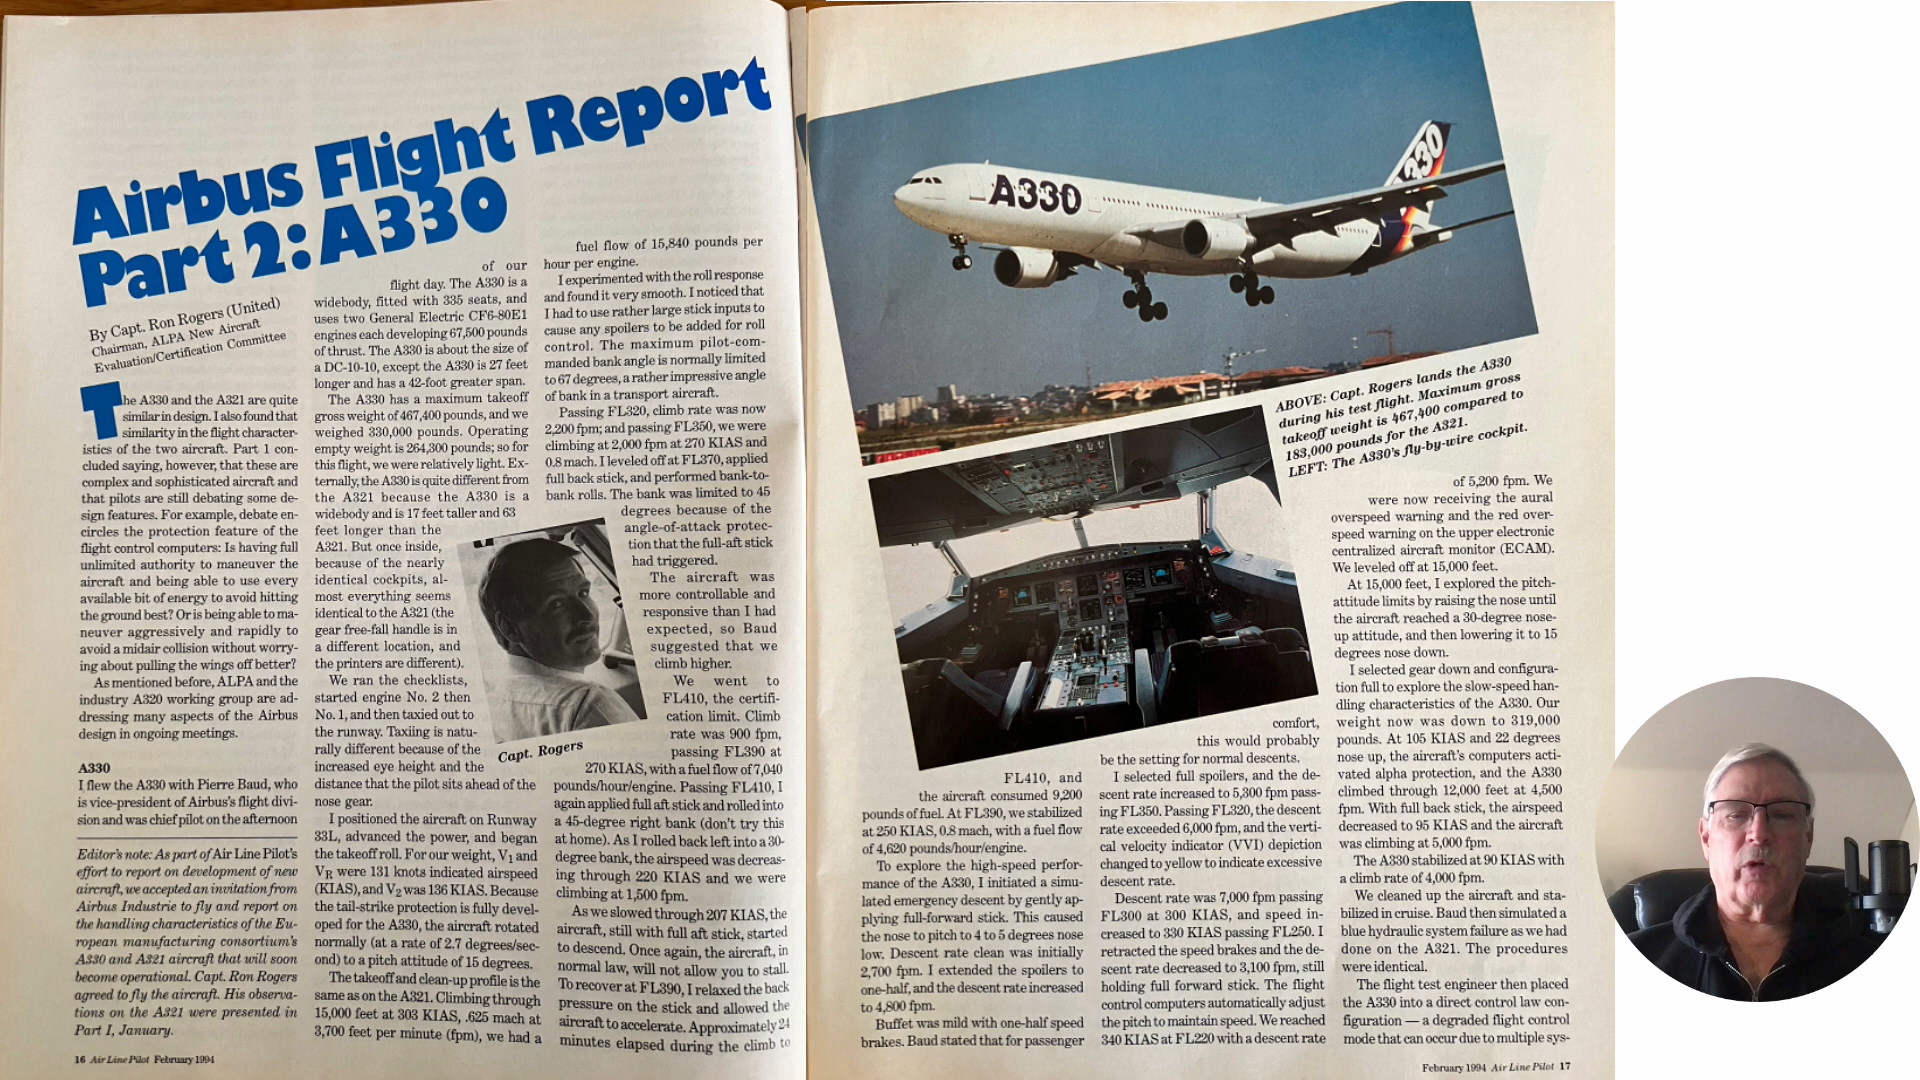 Airbus Flight Report
Part 2: A330
By Capt. Ron Rogers (United)
Chairman, ALPA New Aircraft
Evaluation/Certification Committee
The A330 and the A321 are quite
similar in design. I also found that
similarity in the flight character-
istics of the two aircraft. Part 1 con-
cluded saying, however, that these are
complex and sophisticated aircraft and
that pilots are still debating some de-
sign features. For example, debate en-
circles the protection feature of the
flight control computers: Is having full
unlimited authority to maneuver the
aircraft and being able to use every
available bit of energy to avoid hitting
the ground best? Or is being able to ma-
neuver aggressively and rapidly to
avoid a midair collision without worry-
ing about pulling the wings off better?
As mentioned before, ALPA and the
industry A320 working group are ad-
dressing many aspects of the Airbus
design in ongoing meetings.
A330
I flew the A330 with Pierre Baud, who
is vice-president of Airbus's flight divi-
sion and was chief pilot on the afternoon
Editor's note: As part of Air Line Pilot's
effort to report on development of new
aircraft, we accepted an invitation from
Airbus Industrie to fly and report on
the handling characteristics of the Eu-
ropean manufacturing consortium's
A330 and A321 aircraft that will soon
become operational. Capt. Ron Rogers
agreed to fly the aircraft. His observa-
tions on the A321 were presented in
Part I, January.
16 Air Line Pilot February 1994
of our
flight day. The A330 is a
widebody, fitted with 335 seats, and
uses two General Electric CF6-80E1
engines each developing 67,500 pounds
of thrust. The A330 is about the size of
a DC-10-10, except the A330 is 27 feet
longer and has a 42-foot greater span.
The A330 has a maximum takeoff
gross weight of 467,400 pounds, and we
weighed 330,000 pounds. Operating
empty weight is 264,300 pounds; so for
this flight, we were relatively light. Ex-
ternally, the A330 is quite different from
the A321 because the A330 is a
widebody and is 17 feet taller and 63
feet longer than the
A321. But once inside,
because of the nearly
identical cockpits, al-
most everything seems
identical to the A321 (the
gear free-fall handle is in
a different location, and
the printers are different).
We ran the checklists,
started engine No. 2 then
No. 1, and then taxied out to
the runway. Taxiing is natu-
rally different because of the
increased eye height and the
distance that the pilot sits ahead of the
nose gear.
I positioned the aircraft on Runway
33L, advanced the power, and began
the takeoff roll. For our weight, V1 and
VR were 131 knots indicated airspeed
(KIAS), and V2 was 136 KIAS. Because
the tail-strike protection is fully devel-
oped for the A330, the aircraft rotated
normally (at a rate of 2.7 degrees/sec-
ond) to a pitch attitude of 15 degrees.
The takeoff and clean-up profile is the
same as on the A321. Climbing through
15,000 feet at 303 KIAS, .625 mach at
3,700 feet per minute (fpm), we had a
fuel flow of 15,840 pounds per
hour per engine.
I experimented with the roll response
and found it very smooth. I noticed that
I had to use rather large stick inputs to
cause any spoilers to be added for roll
control. The maximum pilot-com-
manded bank angle is normally limited
to 67 degrees, a rather impressive angle
of bank in a transport aircraft.
Passing FL320, climb rate was now
2,200 fpm; and passing FL350, we were
climbing at 2,000 fpm at 270 KIAS and
0.8 mach. I leveled off at FL370, applied
full back stick, and performed bank-to-
bank rolls. The bank was limited to 45
degrees because of the
angle-of-attack protec-
tion that the full-aft stick
had triggered.
The aircraft was
more controllable and
responsive than I had
expected, so Baud
suggested that we
climb higher.
We went to
FL410, the certifi-
cation limit. Climb
rate was 900 fpm,
passing FL390 at
270 KIAS, with a fuel flow of 7,040
pounds/hour/engine. Passing FL410, I
again applied full aft stick and rolled into
a 45-degree right bank (don't try this
at home). As I rolled back left into a 30-
degree bank, the airspeed was decreas-
ing through 220 KIAS and we were
climbing at 1,500 fpm.
As we slowed through 207 KIAS, the
aircraft, still with full aft stick, started
to descend. Once again, the aircraft, in
normal law, will not allow you to stall.
To recover at FL390, I relaxed the back
pressure on the stick and allowed the
aircraft to accelerate. Approximately 24
minutes elapsed during the climb to
Capt. Rogers
A330
A330
ABOVE: Capt. Rogers lands the A330
during his test flight. Maximum gross
takeoff weight is 467,400 compared to
183,000 pounds for the A321.
LEFT: The A330's fly-by-wire cockpit.
FL410, and
the aircraft consumed 9,200
pounds of fuel. At FL390, we stabilized
at 250 KIAS, 0.8 mach, with a fuel flow
of 4,620 pounds/hour/engine.
To explore the high-speed perfor-
mance of the A330, I initiated a simu-
lated emergency descent by gently ap-
plying full-forward stick. This caused
the nose to pitch to 4 to 5 degrees nose
low. Descent rate clean was initially
2,700 fpm. I extended the spoilers to
one-half, and the descent rate increased
to 4,800 fpm.
Buffet was mild with one-half speed
brakes. Baud stated that for passenger
comfort,
this would probably
be the setting for normal descents.
I selected full spoilers, and the de-
scent rate increased to 5,300 fpm pass-
ing FL350. Passing FL320, the descent
rate exceeded 6,000 fpm, and the verti-
cal velocity indicator (VVI) depiction
changed to yellow to indicate excessive
descent rate.
Descent rate was 7,000 fpm passing
FL300 at 300 KIAS, and speed in-
creased to 330 KIAS passing FL250. I
retracted the speed brakes and the de-
scent rate decreased to 3,100 fpm, still
holding full forward stick. The flight
control computers automatically adjust
the pitch to maintain speed. We reached
340 KIAS at FL220 with a descent rate
of 5,200 fpm. We
were now receiving the aural
overspeed warning and the red over-
speed warning on the upper electronic
centralized aircraft monitor (ECAM).
We leveled off at 15,000 feet.
At 15,000 feet, I explored the pitch-
attitude limits by raising the nose until
the aircraft reached a 30-degree nose-
up attitude, and then lowering it to 15
degrees nose down.
I selected gear down and configura-
tion full to explore the slow-speed han-
dling characteristics of the A330. Our
weight now was down to 319,000
pounds. At 105 KIAS and 22 degrees
nose up, the aircraft's computers acti-
vated alpha protection, and the A330
climbed through 12,000 feet at 4,500
fpm. With full back stick, the airspeed
decreased to 95 KIAS and the aircraft
was climbing at 5,000 fpm.
The A330 stabilized at 90 KIAS with
a climb rate of 4,000 fpm.
We cleaned up the aircraft and sta-
bilized in cruise. Baud then simulated a
blue hydraulic system failure as we had
done on the A321. The procedures
were identical.
The flight test engineer then placed
the A330 into a direct control law con-
figuration — a degraded flight control
mode that can occur due to multiple sys-
February 1994 Air Line Pilot 17